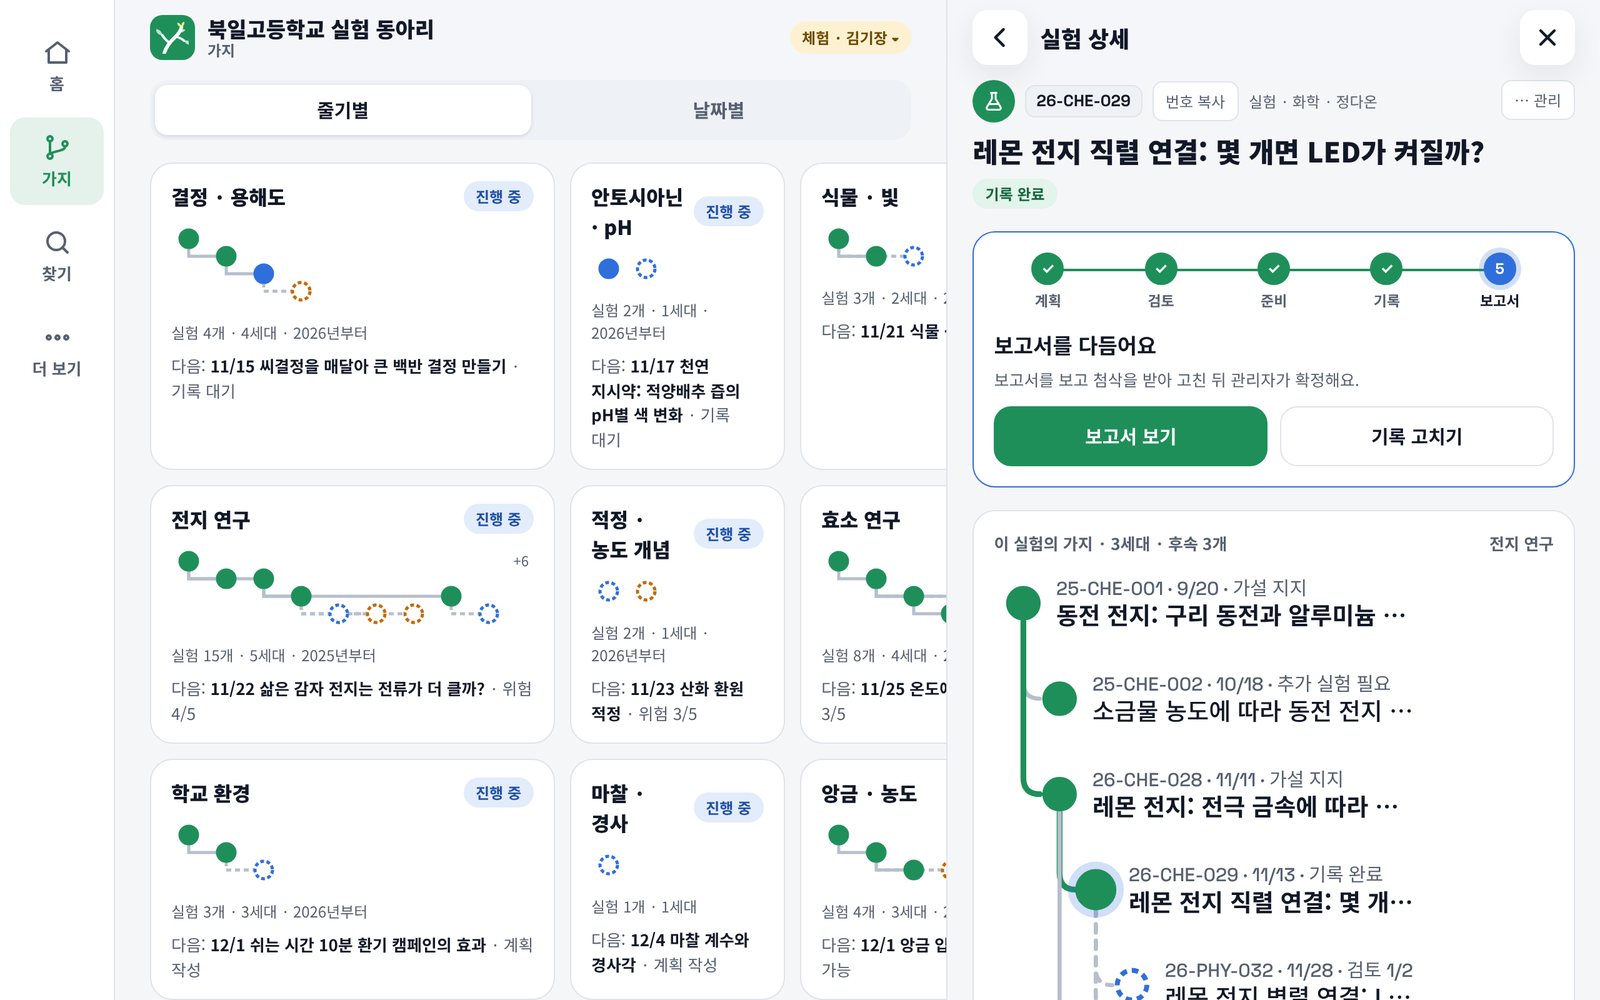 홈
가지
찾기
더 보기
북일고등학교 실험 동아리
가지
체험 · 김기장
줄기별
날짜별
결정 · 용해도
진행 중
실험 4개 · 4세대 · 2026년부터
다음: 11/15 씨결정을 매달아 큰 백반 결정 만들기 ·
기록 대기
안토시아닌
· pH
진행 중
실험 2개 · 1세대 ·
2026년부터
다음: 11/17 천연
지시약: 적양배추 즙의
pH별 색 변화 · 기록
대기
식물 · 빛
실험 3개 · 2세대 ·
다음: 11/21 식물
전지 연구
진행 중
+6
실험 15개 · 5세대 · 2025년부터
다음: 11/22 삶은 감자 전지는 전류가 더 클까? · 위험
4/5
적정 ·
농도 개념
진행 중
실험 2개 · 1세대 ·
2026년부터
다음: 11/23 산화 환원
적정 · 위험 3/5
효소 연구
실험 8개 · 4세대 ·
다음: 11/25 온도에
3/5
학교 환경
진행 중
실험 3개 · 3세대 · 2026년부터
다음: 12/1 쉬는 시간 10분 환기 캠페인의 효과 · 계획
작성
마찰 ·
경사
진행 중
실험 1개 · 1세대
다음: 12/4 마찰 계수와
경사각 · 계획 작성
앙금 · 농도
실험 4개 · 3세대 ·
다음: 12/1 앙금 입
가능
실험 상세
26-CHE-029
번호 복사
실험 · 화학 · 정다온
··· 관리
레몬 전지 직렬 연결: 몇 개면 LED가 켜질까?
기록 완료
5
계획
검토
준비
기록
보고서
보고서를 다듬어요
보고서를 보고 첨삭을 받아 고친 뒤 관리자가 확정해요.
보고서 보기
기록 고치기
이 실험의 가지 · 3세대 · 후속 3개
전지 연구
25-CHE-001 · 9/20 · 가설 지지
동전 전지: 구리 동전과 알루미늄 ···
25-CHE-002 · 10/18 · 추가 실험 필요
소금물 농도에 따라 동전 전지 ···
26-CHE-028 · 11/11 · 가설 지지
레몬 전지: 전극 금속에 따라 ···
26-CHE-029 · 11/13 · 기록 완료
레몬 전지 직렬 연결: 몇 개···
26-PHY-032 · 11/28 · 검토 1/2
레몬 전지 병렬 연결: L···